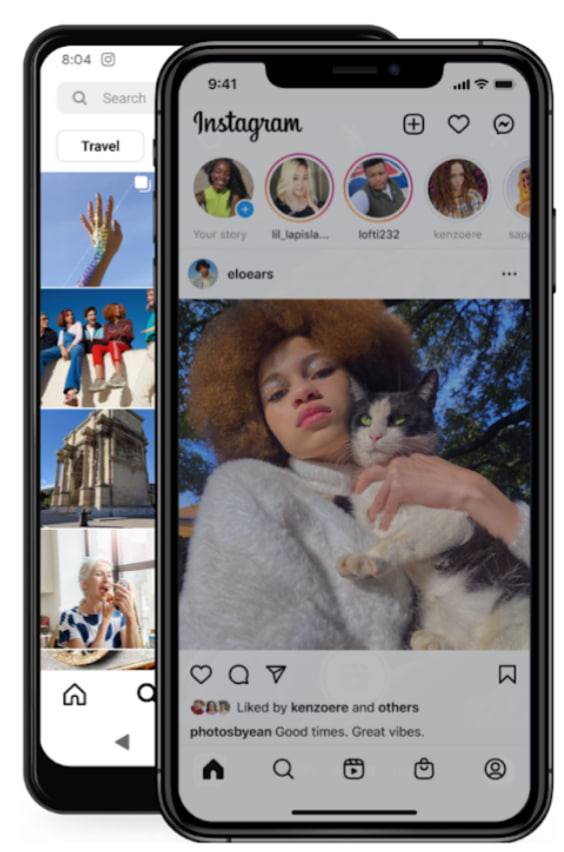 8:04
Search
Travel
9:41
Instagram
Your story
lil_lapisla...
lofti232
kenzoere
sapp
eloears
Liked by kenzoere and others
photosbyean Good times. Great vibes.